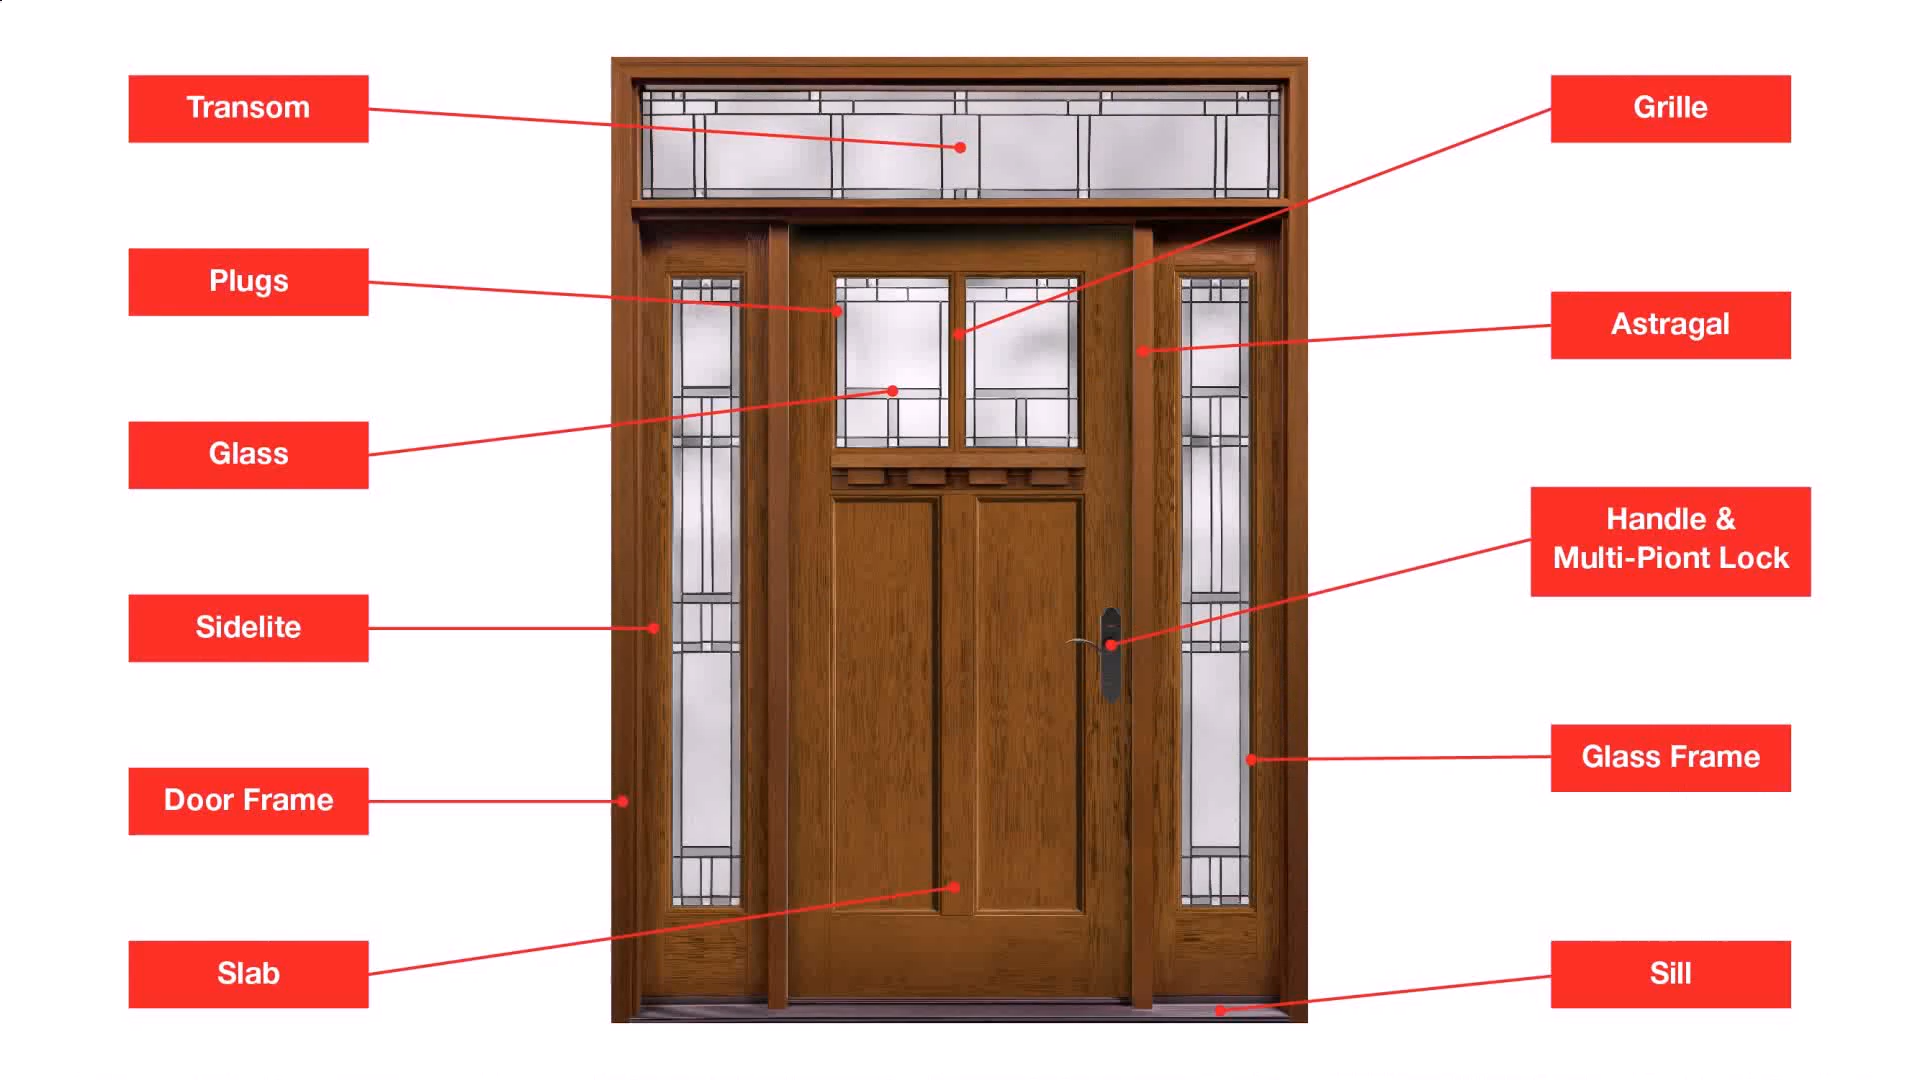 Transom
Plugs
Glass
Sidelite
Door Frame
Slab
Grille
Astragal
Handle &
Multi-Piont Lock
Glass Frame
Sill